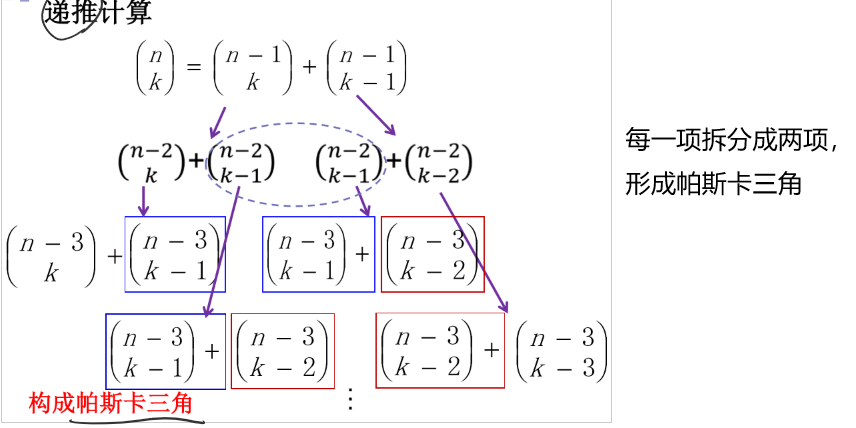 递推计算
(n k) = (n − 1 k) + (n − 1 k − 1)
(n−2 k)+(n−2 k−1) (n−2 k−1)+(n−2 k−2)
(n − 3 k) + (n − 3 k − 1) (n − 3 k − 1) + (n − 3 k − 2)
(n − 3 k − 1) + (n − 3 k − 2) (n − 3 k − 2) + (n − 3 k − 3)
构成帕斯卡三角
⋮
每一项拆分成两项，
形成帕斯卡三角